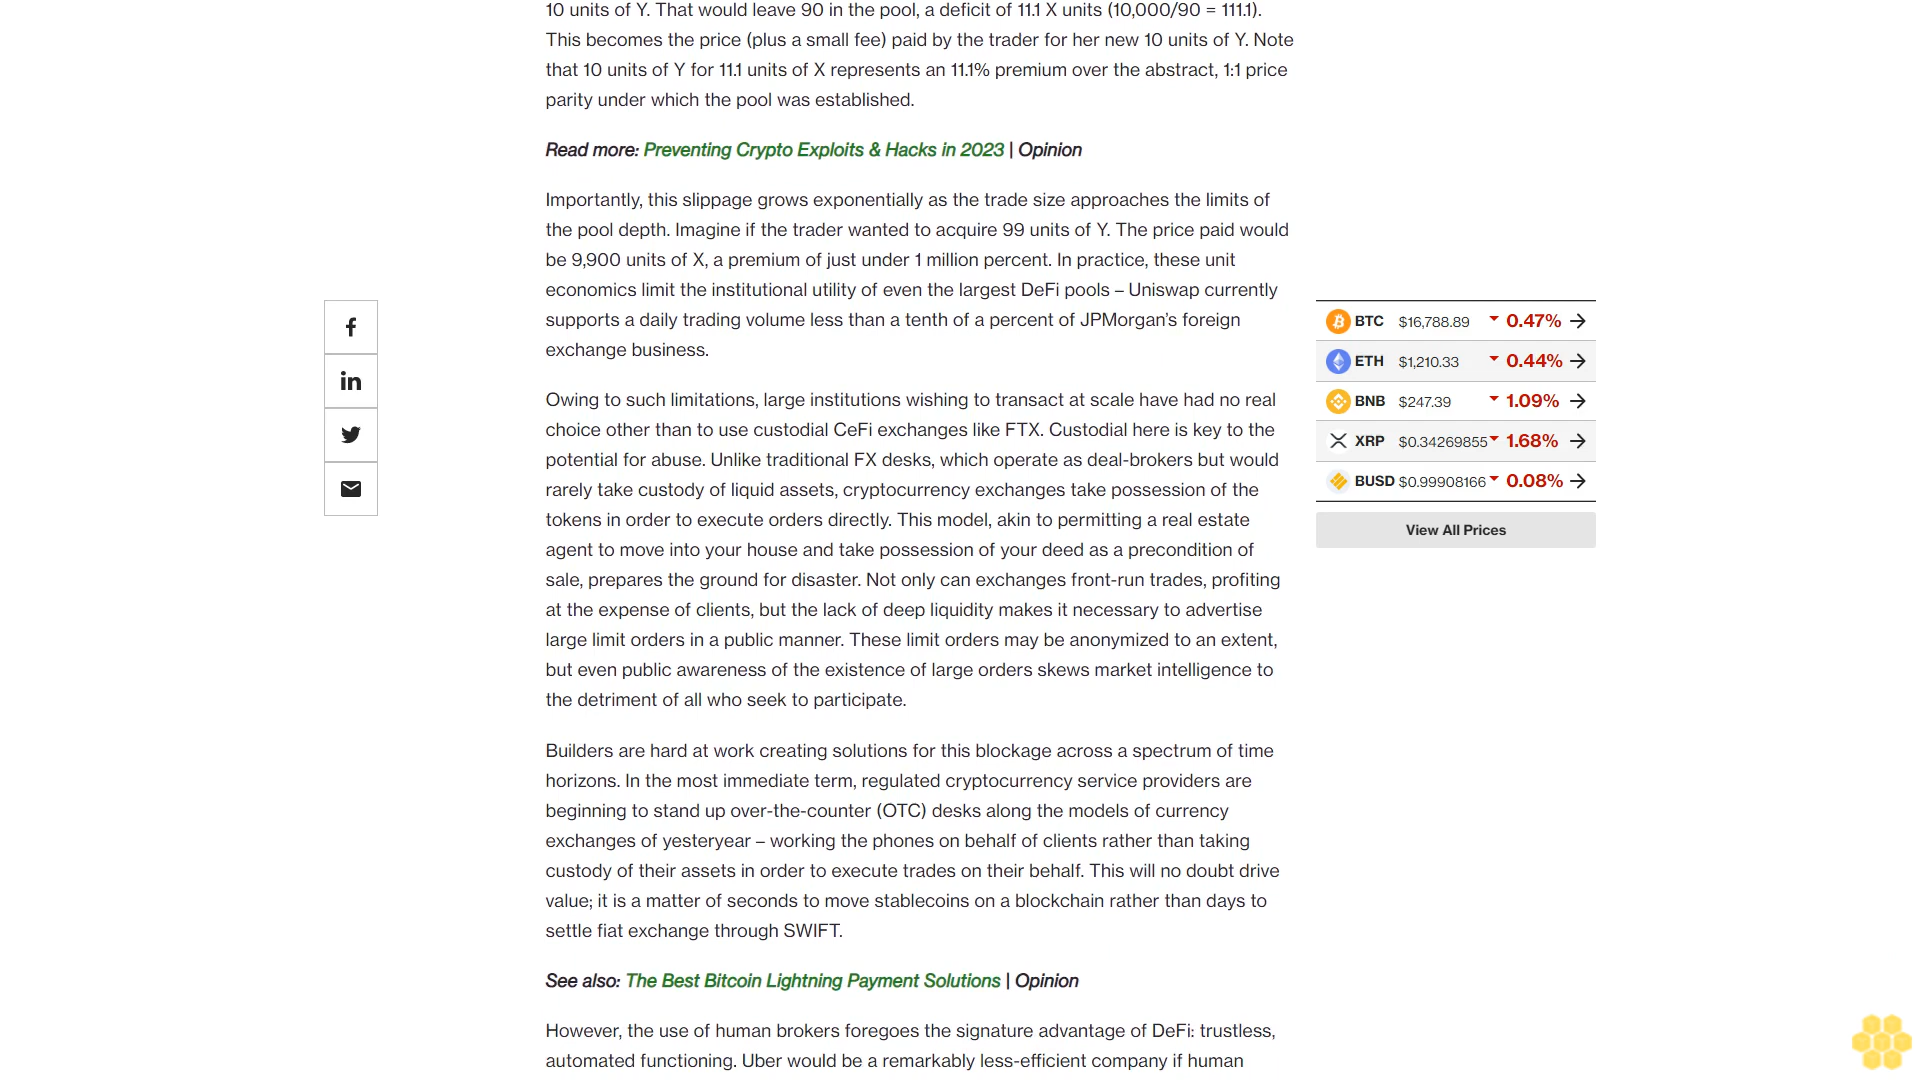 10 units of Y. That would leave 90 in the pool, a deficit of 11.1 X units (10,000/90 = 111.1).
This becomes the price (plus a small fee) paid by the trader for her new 10 units of Y. Note
that 10 units of Y for 11.1 units of X represents an 11.1% premium over the abstract, 1:1 price
parity under which the pool was established.
Read more: Preventing Crypto Exploits & Hacks in 2023 | Opinion
Importantly, this slippage grows exponentially as the trade size approaches the limits of
the pool depth. Imagine if the trader wanted to acquire 99 units of Y. The price paid would
be 9,900 units of X, a premium of just under 1 million percent. In practice, these unit
economics limit the institutional utility of even the largest DeFi pools – Uniswap currently
supports a daily trading volume less than a tenth of a percent of JPMorgan’s foreign
exchange business.
Owing to such limitations, large institutions wishing to transact at scale have had no real
choice other than to use custodial CeFi exchanges like FTX. Custodial here is key to the
potential for abuse. Unlike traditional FX desks, which operate as deal-brokers but would
rarely take custody of liquid assets, cryptocurrency exchanges take possession of the
tokens in order to execute orders directly. This model, akin to permitting a real estate
agent to move into your house and take possession of your deed as a precondition of
sale, prepares the ground for disaster. Not only can exchanges front-run trades, profiting
at the expense of clients, but the lack of deep liquidity makes it necessary to advertise
large limit orders in a public manner. These limit orders may be anonymized to an extent,
but even public awareness of the existence of large orders skews market intelligence to
the detriment of all who seek to participate.
Builders are hard at work creating solutions for this blockage across a spectrum of time
horizons. In the most immediate term, regulated cryptocurrency service providers are
beginning to stand up over-the-counter (OTC) desks along the models of currency
exchanges of yesteryear – working the phones on behalf of clients rather than taking
custody of their assets in order to execute trades on their behalf. This will no doubt drive
value; it is a matter of seconds to move stablecoins on a blockchain rather than days to
settle fiat exchange through SWIFT.
See also: The Best Bitcoin Lightning Payment Solutions | Opinion
However, the use of human brokers foregoes the signature advantage of DeFi: trustless,
automated functioning. Uber would be a remarkably less-efficient company if human
BTC $16,788.89 0.47%
ETH $1,210.33 0.44%
BNB $247.39 1.09%
XRP $0.34269855 1.68%
BUSD $0.99908166 0.08%
View All Prices